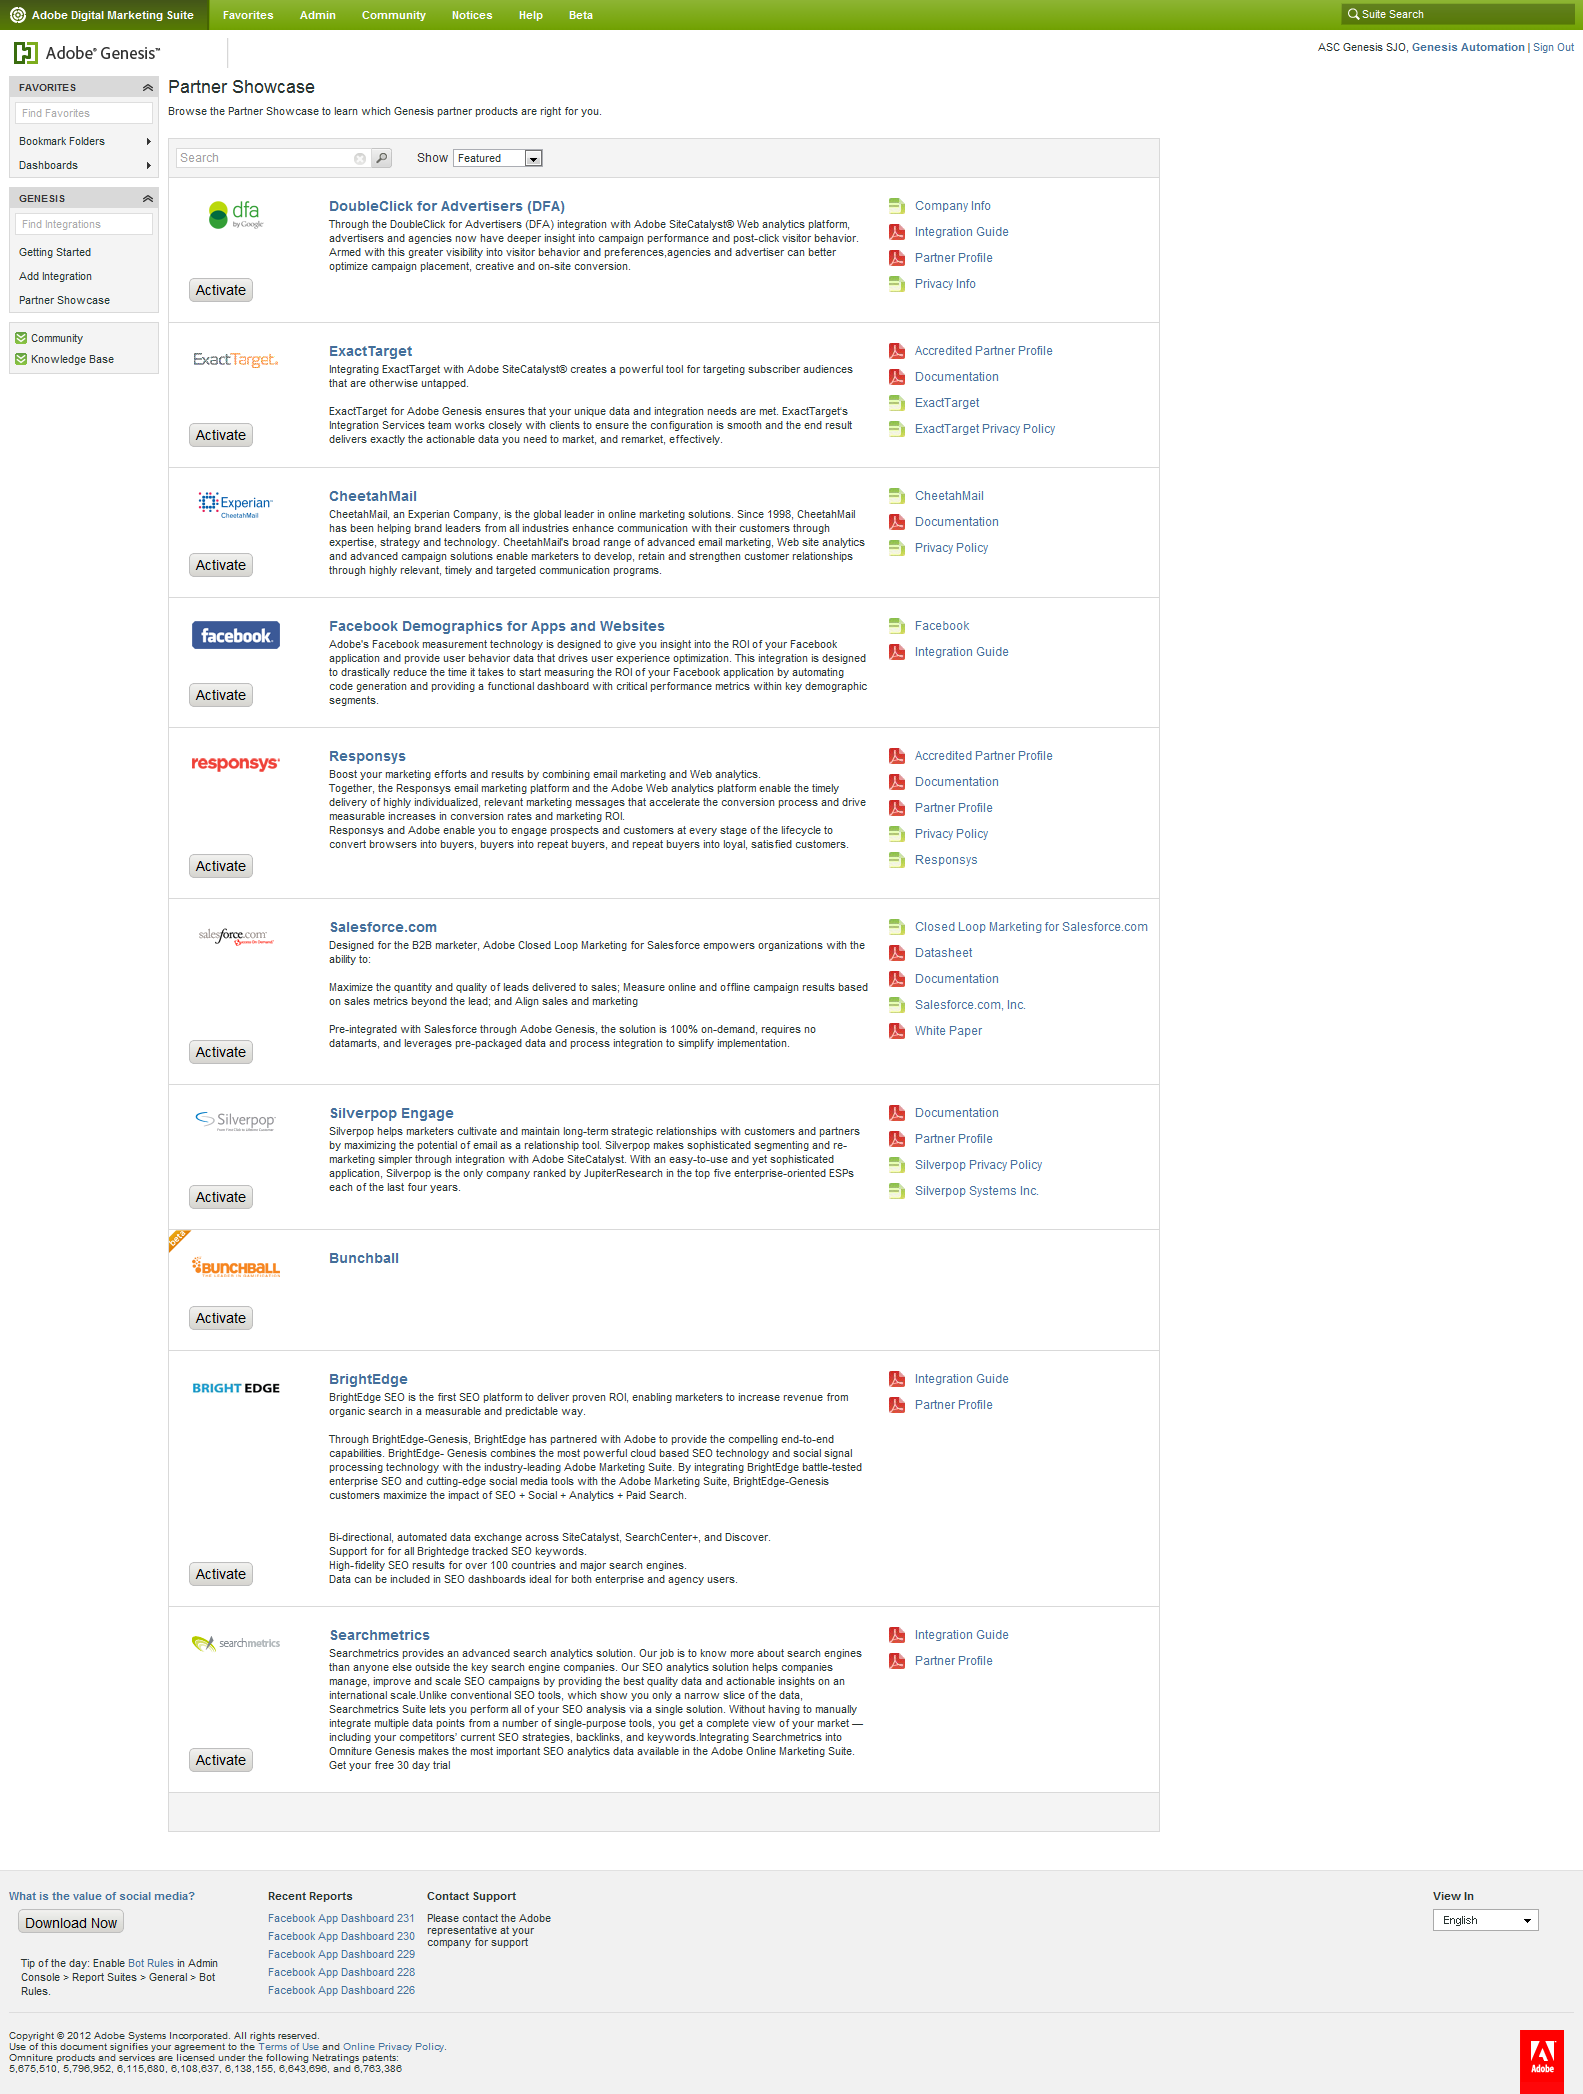 Adobe Digital Marketing Suite Favorites Admin Community Notices Help Beta Suite Search
Adobe® Genesis™
ASC Genesis SJO, Genesis Automation | Sign Out
FAVORITES
Find Favorites
Bookmark Folders
Dashboards
GENESIS
Find Integrations
Getting Started
Add Integration
Partner Showcase
Community
Knowledge Base
Partner Showcase
Browse the Partner Showcase to learn which Genesis partner products are right for you.
Search Show Featured
dfa
by Google
Activate
DoubleClick for Advertisers (DFA)
Through the DoubleClick for Advertisers (DFA) integration with Adobe SiteCatalyst® Web analytics platform,
advertisers and agencies now have deeper insight into campaign performance and post-click visitor behavior.
Armed with this greater visibility into visitor behavior and preferences,agencies and advertiser can better
optimize campaign placement, creative and on-site conversion.
Company Info
Integration Guide
Partner Profile
Privacy Info
ExactTarget.
Activate
ExactTarget
Integrating ExactTarget with Adobe SiteCatalyst® creates a powerful tool for targeting subscriber audiences
that are otherwise untapped.
ExactTarget for Adobe Genesis ensures that your unique data and integration needs are met. ExactTarget's
Integration Services team works closely with clients to ensure the configuration is smooth and the end result
delivers exactly the actionable data you need to market, and remarket, effectively.
Accredited Partner Profile
Documentation
ExactTarget
ExactTarget Privacy Policy
Experian™
CheetahMail
Activate
CheetahMail
CheetahMail, an Experian Company, is the global leader in online marketing solutions. Since 1998, CheetahMail
has been helping brand leaders from all industries enhance communication with their customers through
expertise, strategy and technology. CheetahMail's broad range of advanced email marketing, Web site analytics
and advanced campaign solutions enable marketers to develop, retain and strengthen customer relationships
through highly relevant, timely and targeted communication programs.
CheetahMail
Documentation
Privacy Policy
facebook.
Activate
Facebook Demographics for Apps and Websites
Adobe's Facebook measurement technology is designed to give you insight into the ROI of your Facebook
application and provide user behavior data that drives user experience optimization. This integration is designed
to drastically reduce the time it takes to start measuring the ROI of your Facebook application by automating
code generation and providing a functional dashboard with critical performance metrics within key demographic
segments.
Facebook
Integration Guide
responsys
Activate
Responsys
Boost your marketing efforts and results by combining email marketing and Web analytics.
Together, the Responsys email marketing platform and the Adobe Web analytics platform enable the timely
delivery of highly individualized, relevant marketing messages that accelerate the conversion process and drive
measurable increases in conversion rates and marketing ROI.
Responsys and Adobe enable you to engage prospects and customers at every stage of the lifecycle to
convert browsers into buyers, buyers into repeat buyers, and repeat buyers into loyal, satisfied customers.
Accredited Partner Profile
Documentation
Partner Profile
Privacy Policy
Responsys
salesforce.com
Success On Demand
Activate
Salesforce.com
Designed for the B2B marketer, Adobe Closed Loop Marketing for Salesforce empowers organizations with the
ability to:
Maximize the quantity and quality of leads delivered to sales; Measure online and offline campaign results based
on sales metrics beyond the lead; and Align sales and marketing
Pre-integrated with Salesforce through Adobe Genesis, the solution is 100% on-demand, requires no
datamarts, and leverages pre-packaged data and process integration to simplify implementation.
Closed Loop Marketing for Salesforce.com
Datasheet
Documentation
Salesforce.com, Inc.
White Paper
Silverpop
Activate
Silverpop Engage
Silverpop helps marketers cultivate and maintain long-term strategic relationships with customers and partners
by maximizing the potential of email as a relationship tool. Silverpop makes sophisticated segmenting and re-
marketing simpler through integration with Adobe SiteCatalyst. With an easy-to-use and yet sophisticated
application, Silverpop is the only company ranked by JupiterResearch in the top five enterprise-oriented ESPs
each of the last four years.
Documentation
Partner Profile
Silverpop Privacy Policy
Silverpop Systems Inc.
beta
BUNCHBALL
THE LEADER IN GAMIFICATION
Activate
Bunchball
BRIGHT EDGE
Activate
BrightEdge
BrightEdge SEO is the first SEO platform to deliver proven ROI, enabling marketers to increase revenue from
organic search in a measurable and predictable way.
Through BrightEdge-Genesis, BrightEdge has partnered with Adobe to provide the compelling end-to-end
capabilities. BrightEdge- Genesis combines the most powerful cloud based SEO technology and social signal
processing technology with the industry-leading Adobe Marketing Suite. By integrating BrightEdge battle-tested
enterprise SEO and cutting-edge social media tools with the Adobe Marketing Suite, BrightEdge-Genesis
customers maximize the impact of SEO + Social + Analytics + Paid Search.
Bi-directional, automated data exchange across SiteCatalyst, SearchCenter+, and Discover.
Support for for all Brightedge tracked SEO keywords.
High-fidelity SEO results for over 100 countries and major search engines.
Data can be included in SEO dashboards ideal for both enterprise and agency users.
Integration Guide
Partner Profile
searchmetrics
Activate
Searchmetrics
Searchmetrics provides an advanced search analytics solution. Our job is to know more about search engines
than anyone else outside the key search engine companies. Our SEO analytics solution helps companies
manage, improve and scale SEO campaigns by providing the best quality data and actionable insights on an
international scale.Unlike conventional SEO tools, which show you only a narrow slice of the data,
Searchmetrics Suite lets you perform all of your SEO analysis via a single solution. Without having to manually
integrate multiple data points from a number of single-purpose tools, you get a complete view of your market —
including your competitors' current SEO strategies, backlinks, and keywords.Integrating Searchmetrics into
Omniture Genesis makes the most important SEO analytics data available in the Adobe Online Marketing Suite.
Get your free 30 day trial
Integration Guide
Partner Profile
What is the value of social media?
Download Now
Tip of the day: Enable Bot Rules in Admin
Console > Report Suites > General > Bot
Rules.
Recent Reports
Facebook App Dashboard 231
Facebook App Dashboard 230
Facebook App Dashboard 229
Facebook App Dashboard 228
Facebook App Dashboard 226
Contact Support
Please contact the Adobe
representative at your
company for support
View In
English
Copyright © 2012 Adobe Systems Incorporated. All rights reserved.
Use of this document signifies your agreement to the Terms of Use and Online Privacy Policy.
Omniture products and services are licensed under the following Netratings patents:
5,675,510, 5,796,952, 6,115,680, 6,108,637, 6,138,155, 6,643,696, and 6,763,386
Adobe